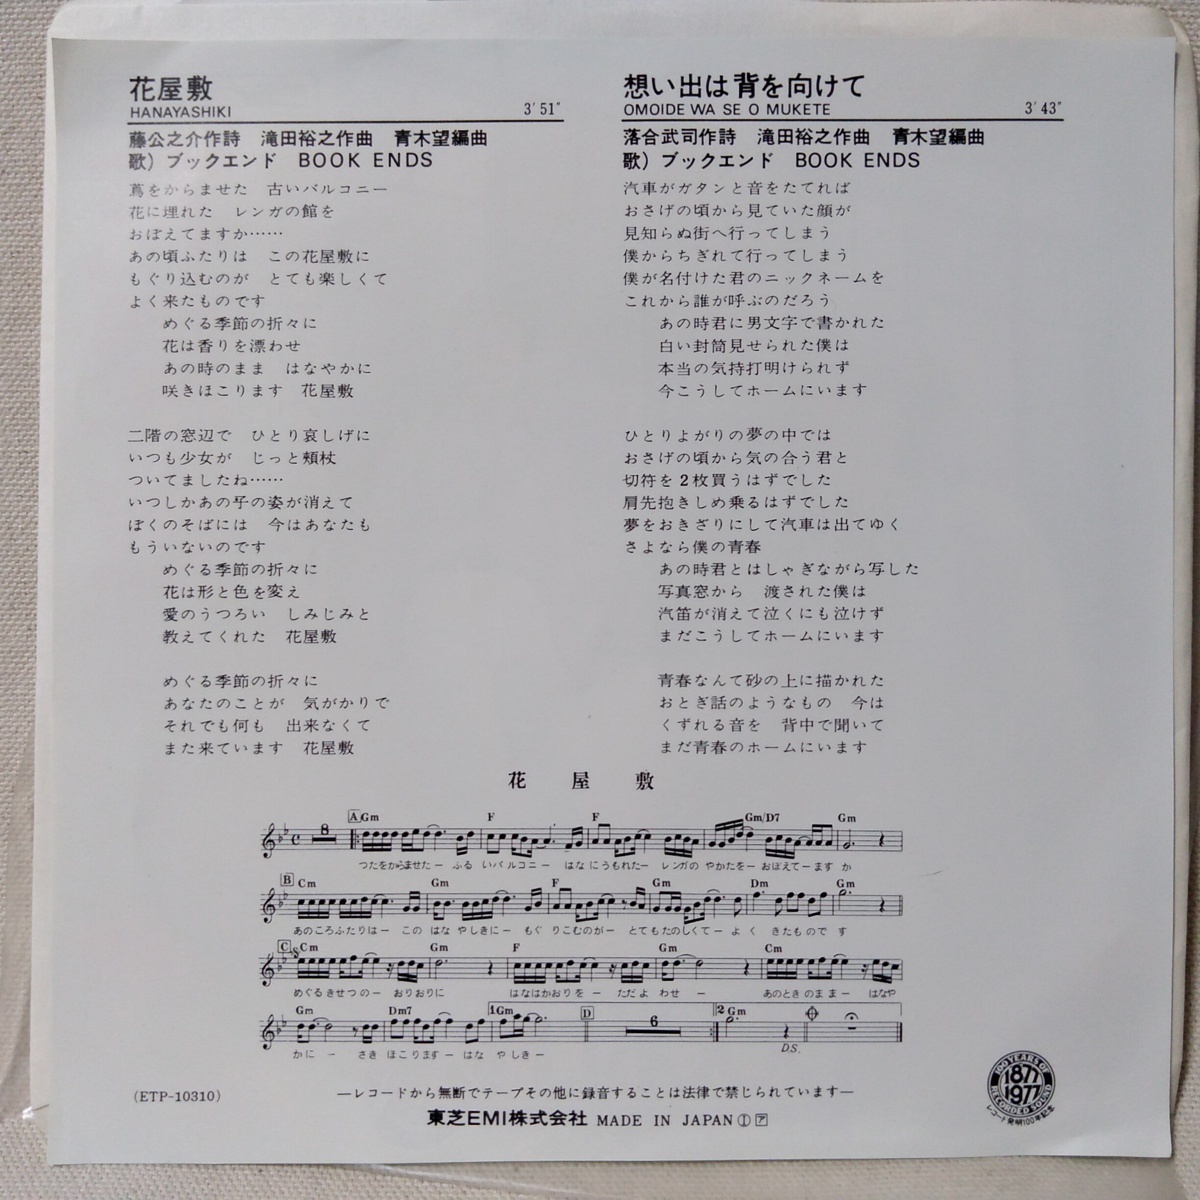 花屋敷
HANAYASHIKI 3'51"
藤公之介作詩 滝田裕之作曲 青木望編曲
歌）ブックエンド BOOK ENDS
蔦をからませた 古いバルコニー
花に埋れた レンガの館を
おぼえてますか……
あの頃ふたりは この花屋敷に
もぐり込むのが とても楽しくて
よく来たものです
めぐる季節の折々に
花は香りを漂わせ
あの時のまま はなやかに
咲きほこります 花屋敷
二階の窓辺で ひとり哀しげに
いつも少女が じっと頬杖
ついてましたね……
いつしかあの子の姿が消えて
ぼくのそばには 今はあなたも
もういないのです
めぐる季節の折々に
花は形と色を変え
愛のうつろい しみじみと
教えてくれた 花屋敷
めぐる季節の折々に
あなたのことが 気がかりで
それでも何も 出来なくて
また来ています 花屋敷
想い出は背を向けて
OMOIDE WA SE O MUKETE 3'43"
落合武司作詩 滝田裕之作曲 青木望編曲
歌）ブックエンド BOOK ENDS
汽車がガタンと音をたてれば
おさげの頃から見ていた顔が
見知らぬ街へ行ってしまう
僕からちぎれて行ってしまう
僕が名付けた君のニックネームを
これから誰が呼ぶのだろう
あの時君に男文字で書かれた
白い封筒見せられた僕は
本当の気持打明けられず
今こうしてホームにいます
ひとりよがりの夢の中では
おさげの頃から気の合う君と
切符を2枚買うはずでした
肩先抱きしめ乗るはずでした
夢をおきざりにして汽車は出てゆく
さよなら僕の青春
あの時君とはしゃぎながら写した
写真窓から 渡された僕は
汽笛が消えて泣くにも泣けず
まだこうしてホームにいます
青春なんて砂の上に描かれた
おとぎ話のようなもの 今は
くずれる音を 背中で聞いて
まだ青春のホームにいます
花屋敷
8 A Gm F F Gm/D7 Gm
つたをからませたー ふる いバルコニー はな にうもれたー レンガの やかたをー おぼえてーます か
B Cm Gm F Gm Dm Gm
あのころふたりはー この はな やしきにー もぐ りこむのがー とてもたのしくてー よ く きたもので す
C Cm Gm F Gm Cm
めぐるきせつ のー おりおりに はなはかおり をー ただよ わせ ー あのとき のまま ー はなや
Gm Dm7 1 Gm D 6 2 Gm
かに ー さき ほこりますー はな やしき ー D.S.
(ETP-10310)
―レコードから無断でテープその他に録音することは法律で禁じられています―
東芝EMI株式会社 MADE IN JAPAN Ⓘ ア
100 YEARS OF
1877
1977
RECORDED SOUND
レコード発明100年記念